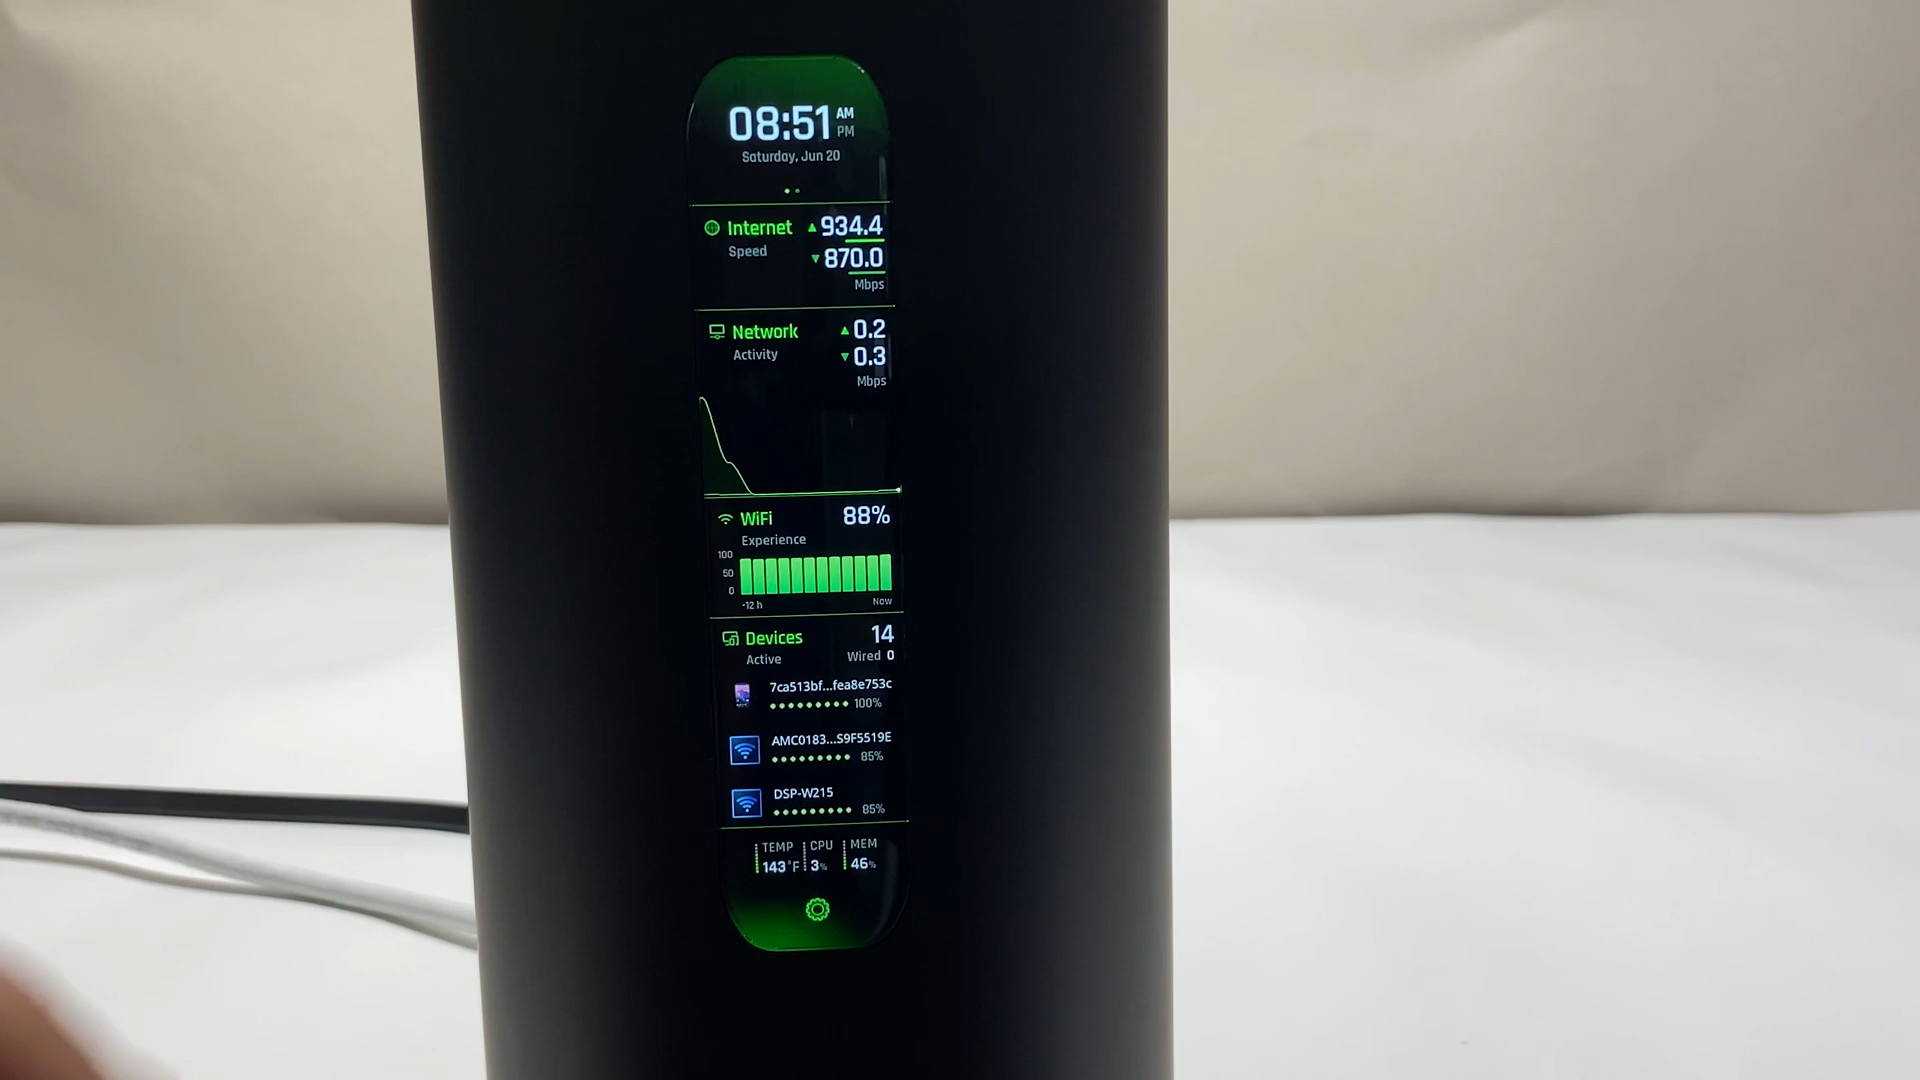 08:51 AM
PM
Saturday, Jun 20
Internet ▲ 934.4
Speed ▼ 870.0
Mbps
Network ▲ 0.2
Activity ▼ 0.3
Mbps
WiFi 88%
Experience
100
50
0
-12 h Now
Devices 14
Active Wired 0
7ca513bf...fea8e753c
100%
AMC0183...S9F5519E
85%
DSP-W215
85%
TEMP CPU MEM
143°F 3% 46%